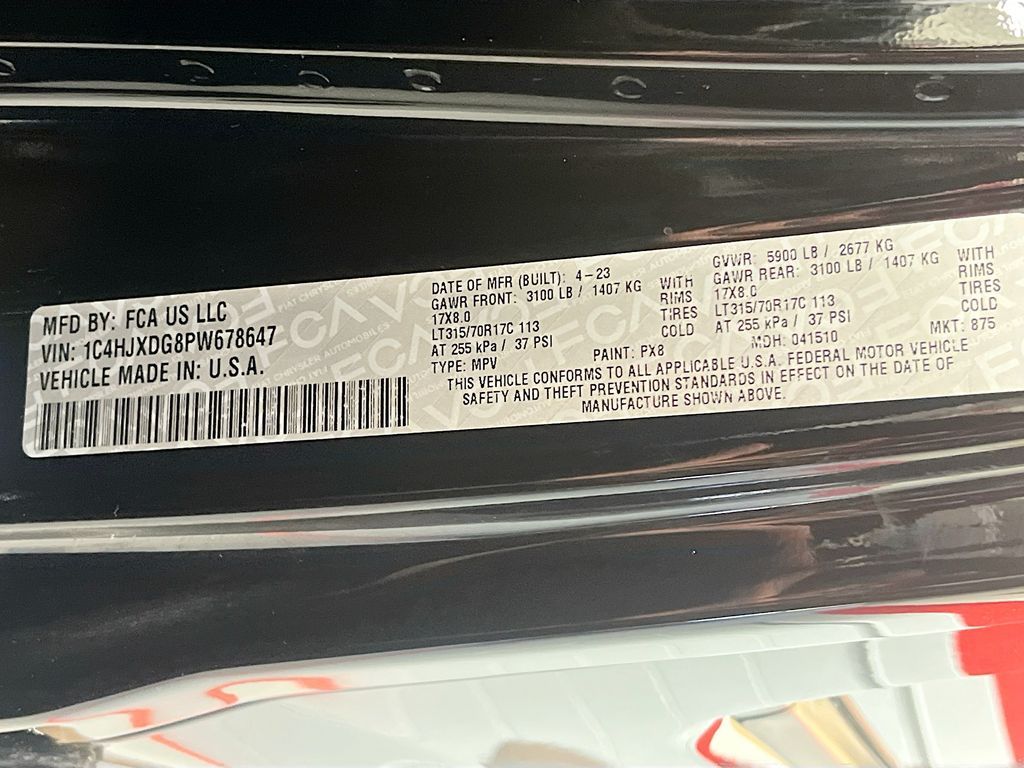 MFD BY: FCA US LLC
VIN: 1C4HJXDG8PW678647
VEHICLE MADE IN: U.S.A.
DATE OF MFR (BUILT): 4-23
GAWR FRONT: 3100 LB / 1407 KG WITH
17X8.0 RIMS
LT315/70R17C 113 TIRES
AT 255 kPa / 37 PSI COLD
TYPE: MPV
PAINT: PX8
GVWR: 5900 LB / 2677 KG
GAWR REAR: 3100 LB / 1407 KG WITH
17X8.0 RIMS
LT315/70R17C 113 TIRES
AT 255 kPa / 37 PSI COLD
MDH: 041510 MKT: 875
THIS VEHICLE CONFORMS TO ALL APPLICABLE U.S.A. FEDERAL MOTOR VEHICLE
SAFETY AND THEFT PREVENTION STANDARDS IN EFFECT ON THE DATE OF
MANUFACTURE SHOWN ABOVE.